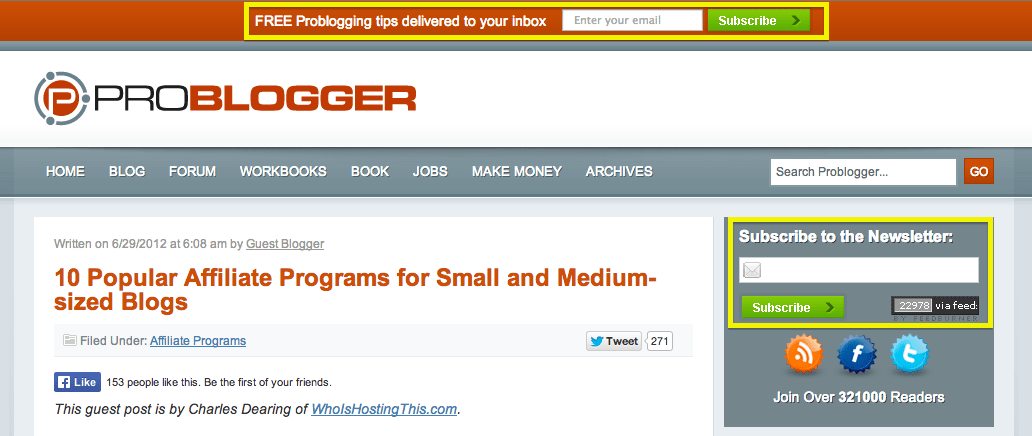 FREE Problogging tips delivered to your inbox Enter your email Subscribe
P PROBLOGGER
HOME BLOG FORUM WORKBOOKS BOOK JOBS MAKE MONEY ARCHIVES Search Problogger... GO
Written on 6/29/2012 at 6:08 am by Guest Blogger
10 Popular Affiliate Programs for Small and Medium-
sized Blogs
Filed Under: Affiliate Programs Tweet 271
f Like 153 people like this. Be the first of your friends.
This guest post is by Charles Dearing of WhoIsHostingThis.com.
Subscribe to the Newsletter:
Subscribe 22978 via feed:
BY FEEDBURNER
f t
Join Over 321000 Readers